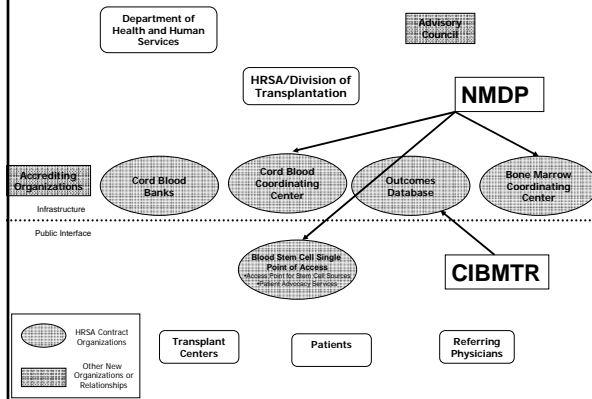 Department of
Health and Human
Services
Advisory
Council
HRSA/Division of
Transplantation
NMDP
Accrediting
Organizations
Cord Blood
Banks
Cord Blood
Coordinating
Center
Outcomes
Database
Bone Marrow
Coordinating
Center
Infrastructure
Public Interface
Blood Stem Cell Single
Point of Access
•Access Point for Stem Cell Sources
•Patient Advocacy Services
CIBMTR
HRSA Contract
Organizations
Other New
Organizations or
Relationships
Transplant
Centers
Patients
Referring
Physicians